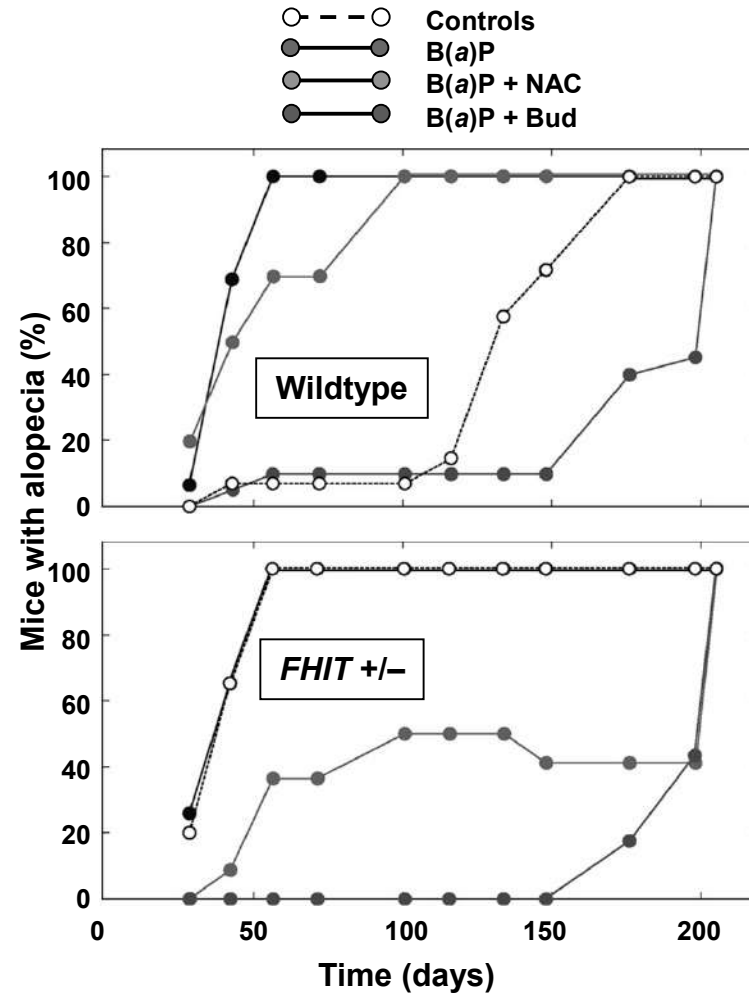 Controls
B(a)P
B(a)P + NAC
B(a)P + Bud
Mice with alopecia (%)
100
80
60
40
20
0
Wildtype
100
80
60
40
20
0
FHIT +/–
0 50 100 150 200
Time (days)